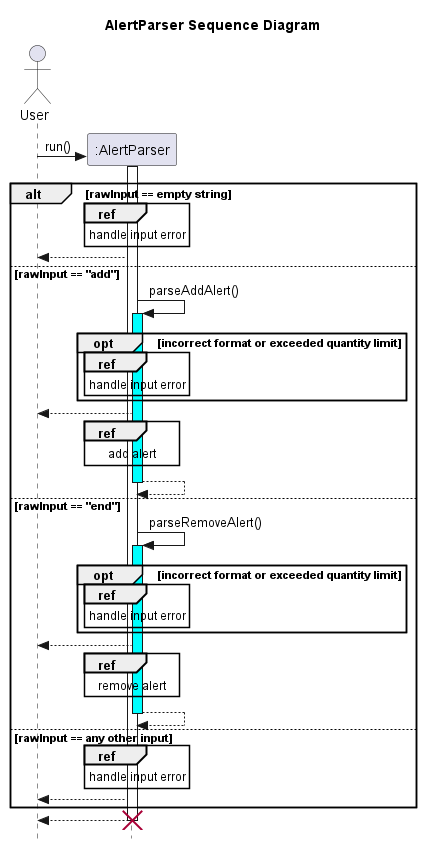 AlertParser Sequence Diagram
User
run()
:AlertParser
alt
[rawInput == empty string]
ref
handle input error
[rawInput == "add"]
parseAddAlert()
opt
[incorrect format or exceeded quantity limit]
ref
handle input error
ref
add alert
[rawInput == "end"]
parseRemoveAlert()
opt
[incorrect format or exceeded quantity limit]
ref
handle input error
ref
remove alert
[rawInput == any other input]
ref
handle input error